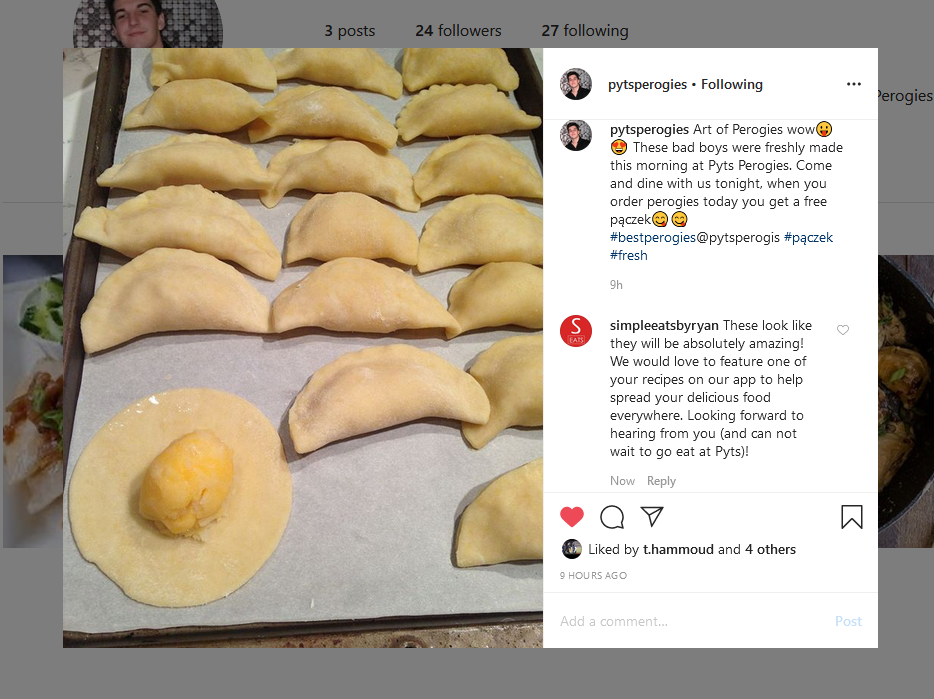 3 posts 24 followers 27 following
Perogies
pytsperogies • Following
pytsperogies Art of Perogies wow😛
😍 These bad boys were freshly made
this morning at Pyts Perogies. Come
and dine with us tonight, when you
order perogies today you get a free
pączek😋😋
#bestperogies@pytsperogis #pączek
#fresh
9h
S
EATS
simpleeatsbyryan These look like
they will be absolutely amazing!
We would love to feature one of
your recipes on our app to help
spread your delicious food
everywhere. Looking forward to
hearing from you (and can not
wait to go eat at Pyts)!
Now Reply
Liked by t.hammoud and 4 others
9 HOURS AGO
Add a comment... Post